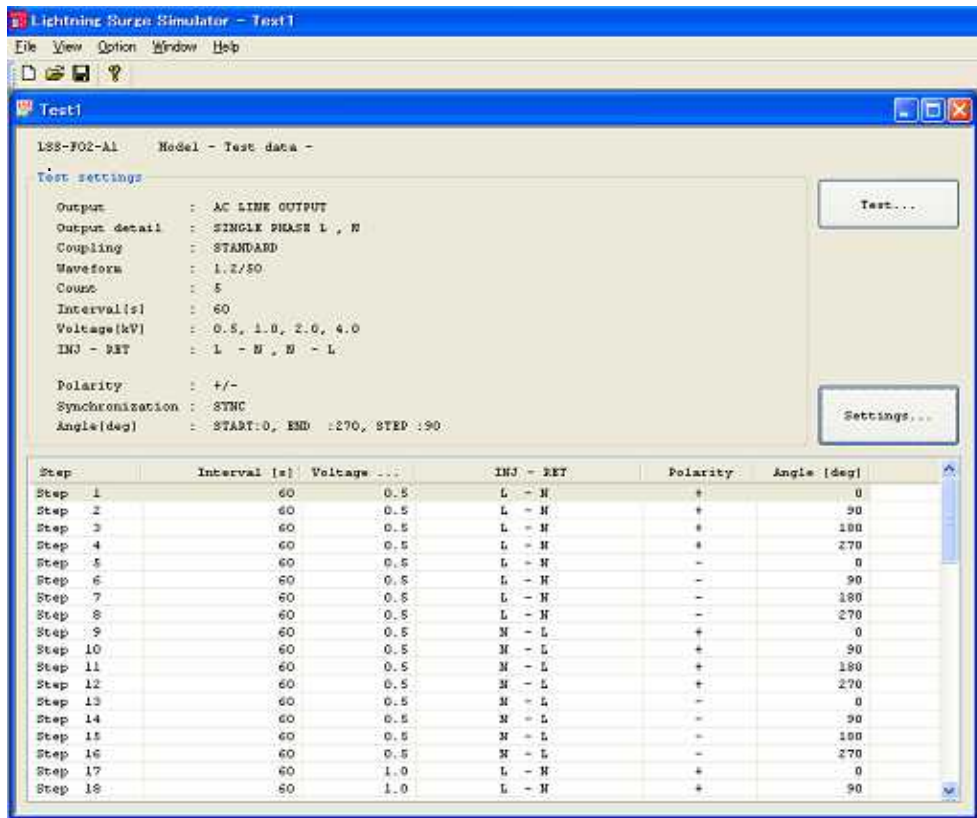 Lightning Surge Simulator - Test1
File View Option Window Help
Test1
LSS-F02-A1 Model - Test data -
Test settings
Output : AC LINE OUTPUT
Output detail : SINGLE PHASE L , N
Coupling : STANDARD
Waveform : 1.2/50
Count : 5
Interval[s] : 60
Voltage[kV] : 0.5, 1.0, 2.0, 4.0
INJ - RET : L - N , N - L
Polarity : +/-
Synchronization : SYNC
Angle[deg] : START:0, END :270, STEP :90
Test...
Settings...
Step Interval [s] Voltage ... INJ - RET Polarity Angle [deg]
Step 1 60 0.5 L - N + 0
Step 2 60 0.5 L - N + 90
Step 3 60 0.5 L - N + 180
Step 4 60 0.5 L - N + 270
Step 5 60 0.5 L - N - 0
Step 6 60 0.5 L - N - 90
Step 7 60 0.5 L - N - 180
Step 8 60 0.5 L - N - 270
Step 9 60 0.5 N - L + 0
Step 10 60 0.5 N - L + 90
Step 11 60 0.5 N - L + 180
Step 12 60 0.5 N - L + 270
Step 13 60 0.5 N - L - 0
Step 14 60 0.5 N - L - 90
Step 15 60 0.5 N - L - 180
Step 16 60 0.5 N - L - 270
Step 17 60 1.0 L - N + 0
Step 18 60 1.0 L - N + 90